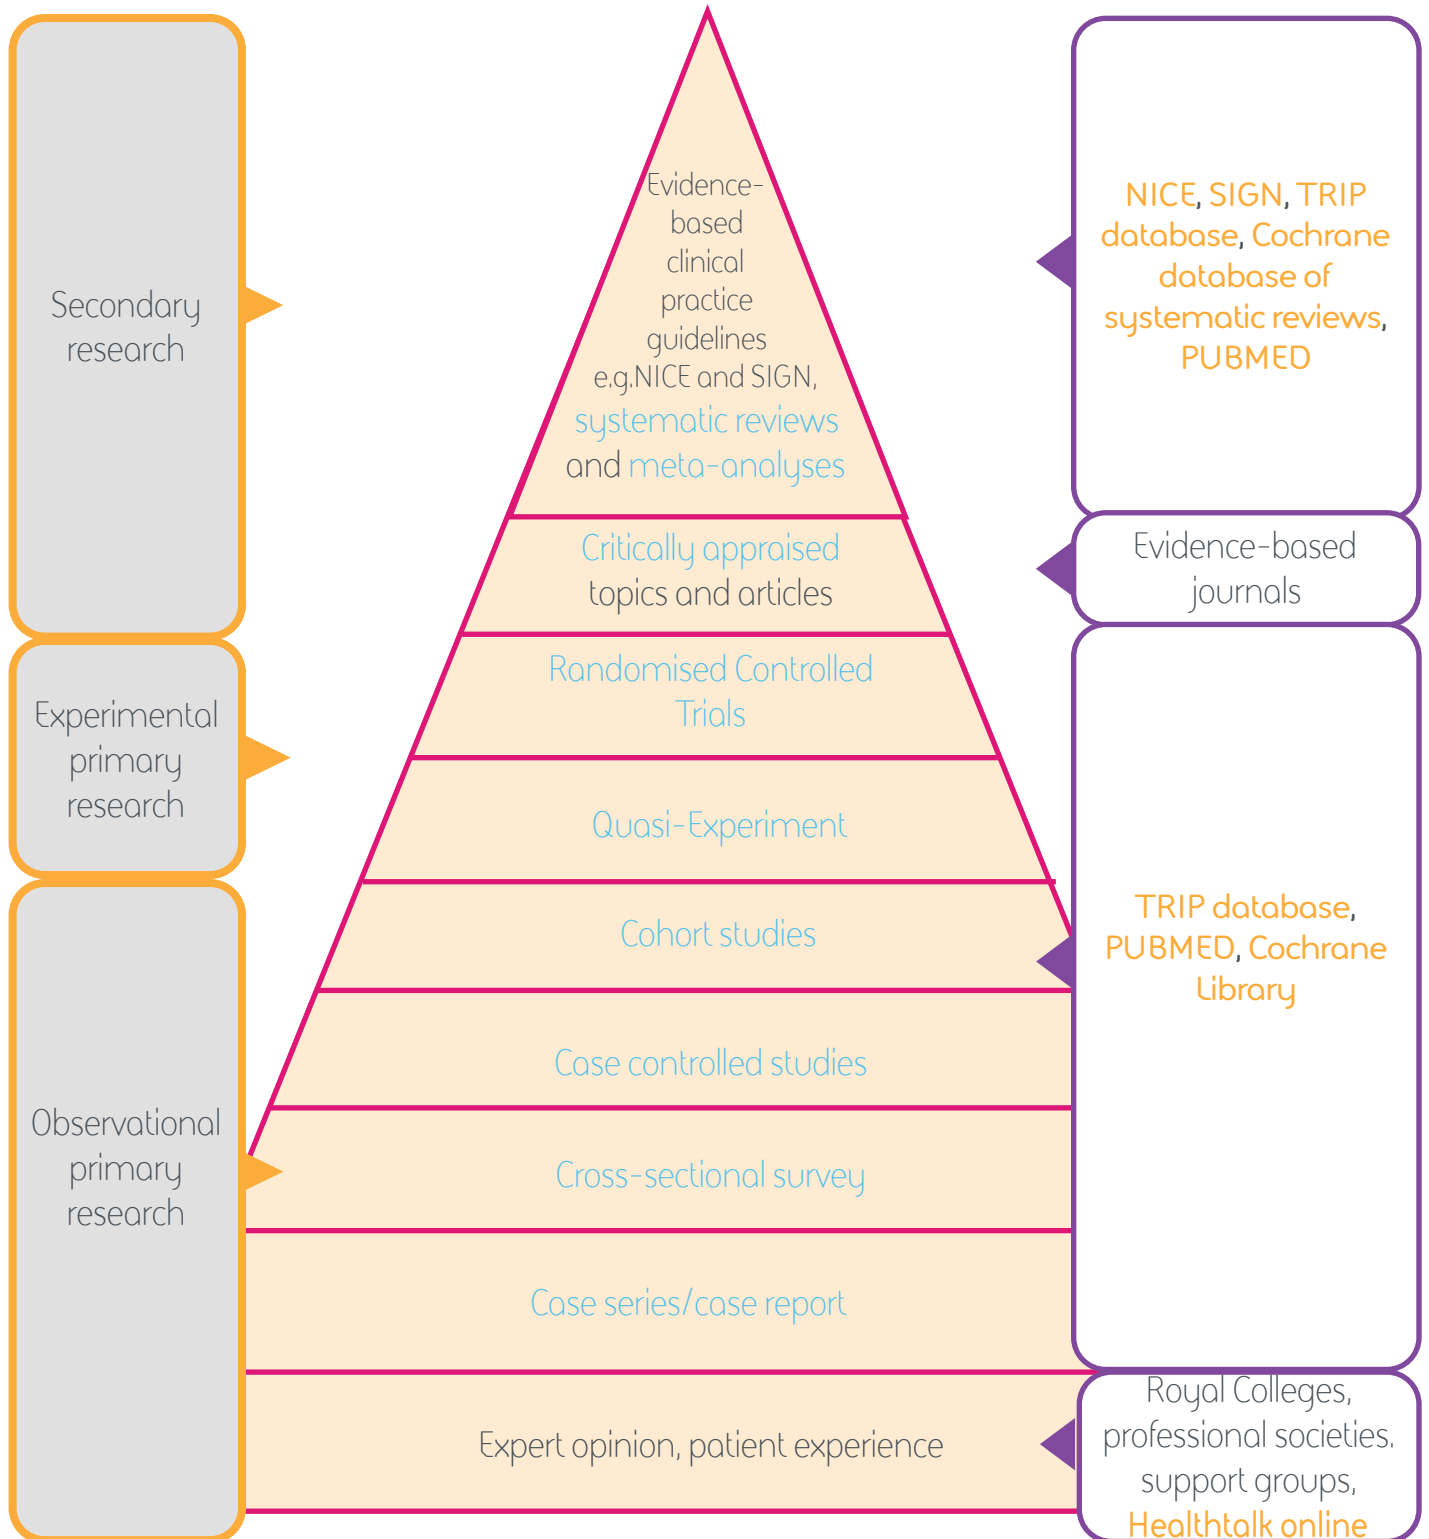 Secondary
research
Experimental
primary
research
Observational
primary
research
Evidence-
based
clinical
practice
guidelines
e.g.NICE and SIGN,
systematic reviews
and meta-analyses
Critically appraised
topics and articles
Randomised Controlled
Trials
Quasi-Experiment
Cohort studies
Case controlled studies
Cross-sectional survey
Case series/case report
Expert opinion, patient experience
NICE, SIGN, TRIP
database, Cochrane
database of
systematic reviews,
PUBMED
Evidence-based
journals
TRIP database,
PUBMED, Cochrane
Library
Royal Colleges,
professional societies.
support groups,
Healthtalk online